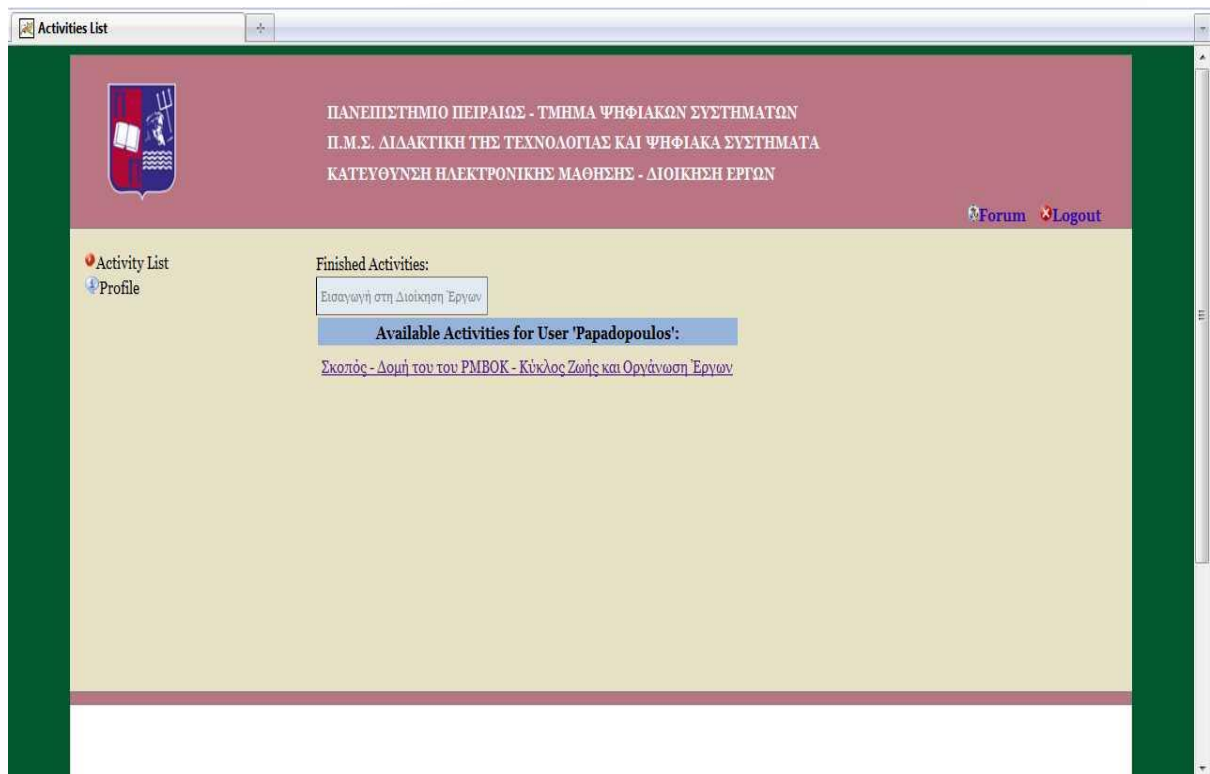 Activities List
ΠΑΝΕΠΙΣΤΗΜΙΟ ΠΕΙΡΑΙΩΣ - ΤΜΗΜΑ ΨΗΦΙΑΚΩΝ ΣΥΣΤΗΜΑΤΩΝ
Π.Μ.Σ. ΔΙΔΑΚΤΙΚΗ ΤΗΣ ΤΕΧΝΟΛΟΓΙΑΣ ΚΑΙ ΨΗΦΙΑΚΑ ΣΥΣΤΗΜΑΤΑ
ΚΑΤΕΥΘΥΝΣΗ ΗΛΕΚΤΡΟΝΙΚΗΣ ΜΑΘΗΣΗΣ - ΔΙΟΙΚΗΣΗ ΕΡΓΩΝ
Forum Logout
Activity List
Profile
Finished Activities:
Εισαγωγή στη Διοίκηση Έργων
Available Activities for User 'Papadopoulos':
Σκοπός - Δομή του του PMBOK - Κύκλος Ζωής και Οργάνωση Έργων